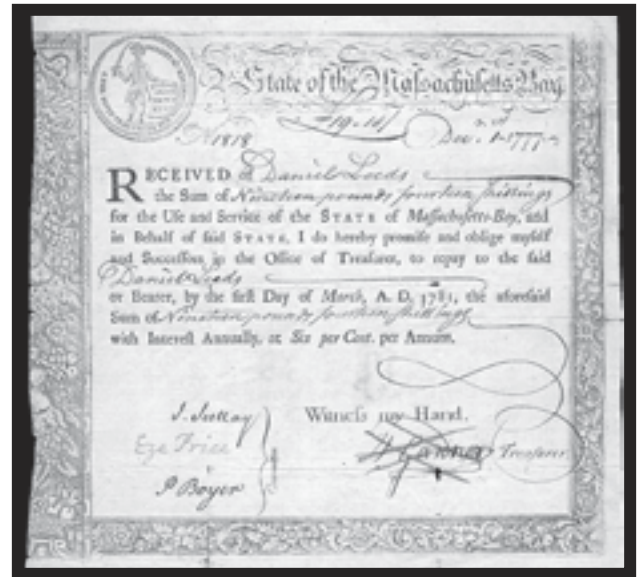 State of the Massachusetts Bay
N 1818
19.14/
Dec. 1 1777
RECEIVED of Daniel Leeds
the Sum of Nineteen pounds fourteen shillings
for the Uſe and Service of the STATE of Maſſachuſetts-Bay, and
in Behalf of ſaid STATE, I do hereby promiſe and oblige myſelf
and Succeſſors in the Office of Treaſurer, to repay to the ſaid
Daniel Leeds
or Bearer, by the firſt Day of March, A. D. 1781, the aforeſaid
Sum of Nineteen pounds fourteen shillings
with Intereſt Annually, at Six per Cent. per Annum.
Witneſs my Hand.
Eze Price
H Gardner Treasurer
P Boyer